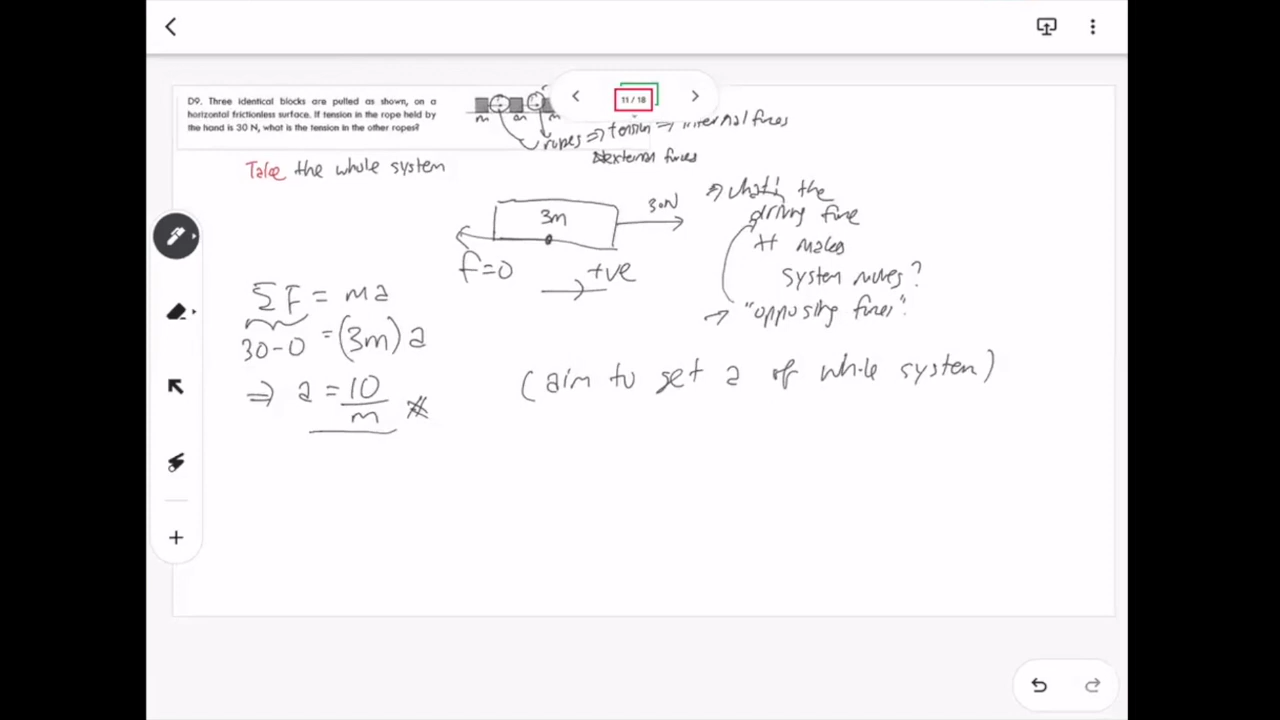 D9. Three identical blocks are pulled as shown, on a
horizontal frictionless surface. If tension in the rope held by
the hand is 30 N, what is the tension in the other ropes?
11 / 18
m m m
ropes ⇒ tension ⇒ internal forces
external forces
Take the whole system
3m
30N
f=0
+ve
⇒ what's the
driving force
tt makes
system moves?
→ "opposing forces".
ΣF = ma
30-0 = (3m) a
⇒ a = 10
m
(aim to get a of whole system)